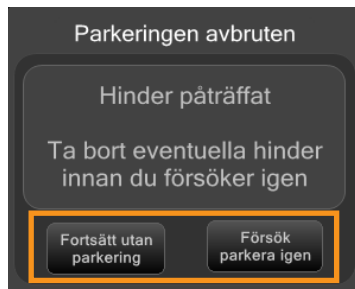 Parkeringen avbruten
Hinder påträffat
Ta bort eventuella hinder
innan du försöker igen
Fortsätt utan
parkering
Försök
parkera igen